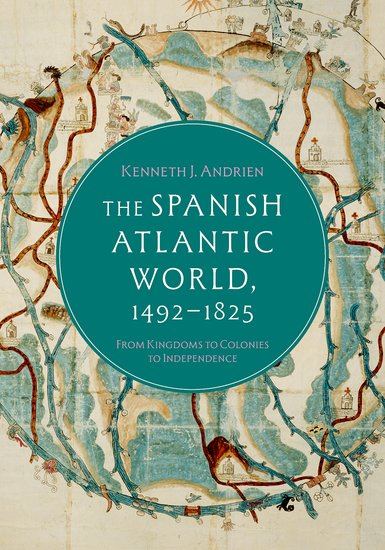 KENNETH J. ANDRIEN
THE SPANISH
ATLANTIC
WORLD,
1492–1825
FROM KINGDOMS TO COLONIES
TO INDEPENDENCE